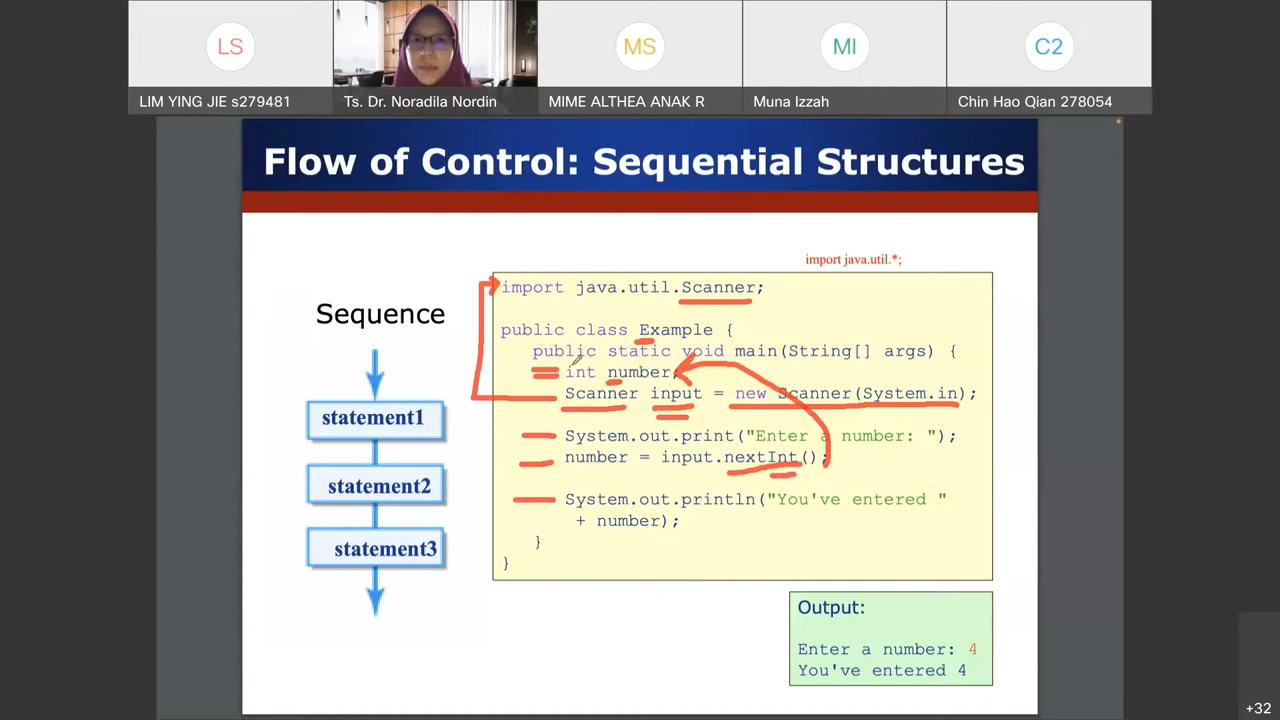 LS
MS
MI
C2
LIM YING JIE s279481
Ts. Dr. Noradila Nordin
MIME ALTHEA ANAK R
Muna Izzah
Chin Hao Qian 278054
Flow of Control: Sequential Structures
import java.util.*;
Sequence
statement1
statement2
statement3
import java.util.Scanner;
public class Example {
public static void main(String[] args) {
int number;
Scanner input = new Scanner(System.in);
System.out.print("Enter a number: ");
number = input.nextInt();
System.out.println("You've entered "
+ number);
}
}
Output:
Enter a number: 4
You've entered 4
+32